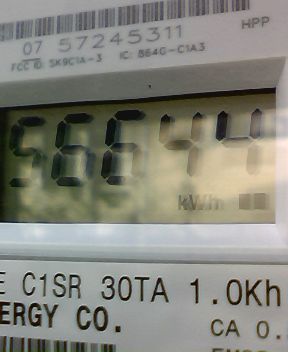 07 57245311
HPP
FCC ID: SK9C1A-3 IC: 864G-C1A3
56644
kWh
E C1SR 30TA 1.0Kh
ERGY CO.
CA 0.